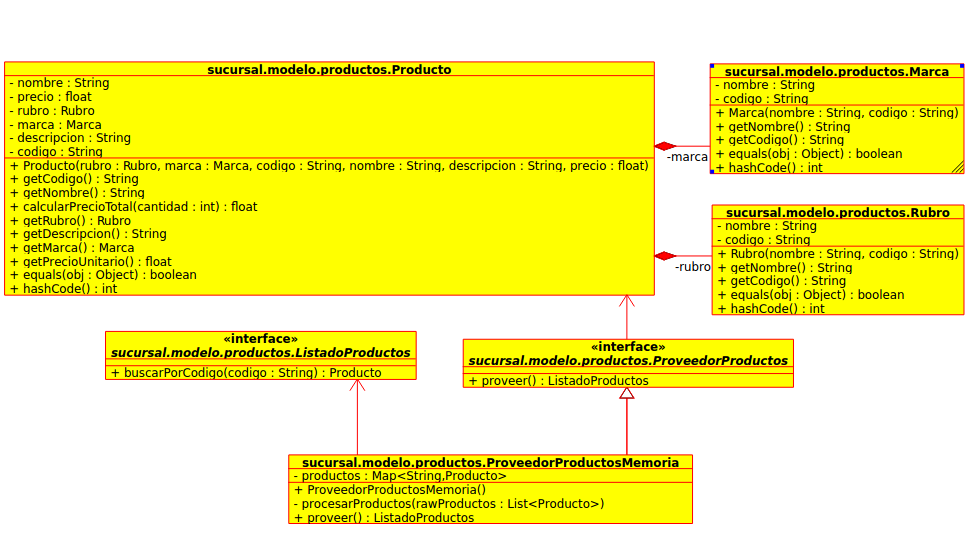 sucursal.modelo.productos.Producto
- nombre : String
- precio : float
- rubro : Rubro
- marca : Marca
- descripcion : String
- codigo : String
+ Producto(rubro : Rubro, marca : Marca, codigo : String, nombre : String, descripcion : String, precio : float)
+ getCodigo() : String
+ getNombre() : String
+ calcularPrecioTotal(cantidad : int) : float
+ getRubro() : Rubro
+ getDescripcion() : String
+ getMarca() : Marca
+ getPrecioUnitario() : float
+ equals(obj : Object) : boolean
+ hashCode() : int
-marca
sucursal.modelo.productos.Marca
- nombre : String
- codigo : String
+ Marca(nombre : String, codigo : String)
+ getNombre() : String
+ getCodigo() : String
+ equals(obj : Object) : boolean
+ hashCode() : int
-rubro
sucursal.modelo.productos.Rubro
- nombre : String
- codigo : String
+ Rubro(nombre : String, codigo : String)
+ getNombre() : String
+ getCodigo() : String
+ equals(obj : Object) : boolean
+ hashCode() : int
«interface»
sucursal.modelo.productos.ListadoProductos
+ buscarPorCodigo(codigo : String) : Producto
«interface»
sucursal.modelo.productos.ProveedorProductos
+ proveer() : ListadoProductos
sucursal.modelo.productos.ProveedorProductosMemoria
- productos : Map<String,Producto>
+ ProveedorProductosMemoria()
- procesarProductos(rawProductos : List<Producto>)
+ proveer() : ListadoProductos